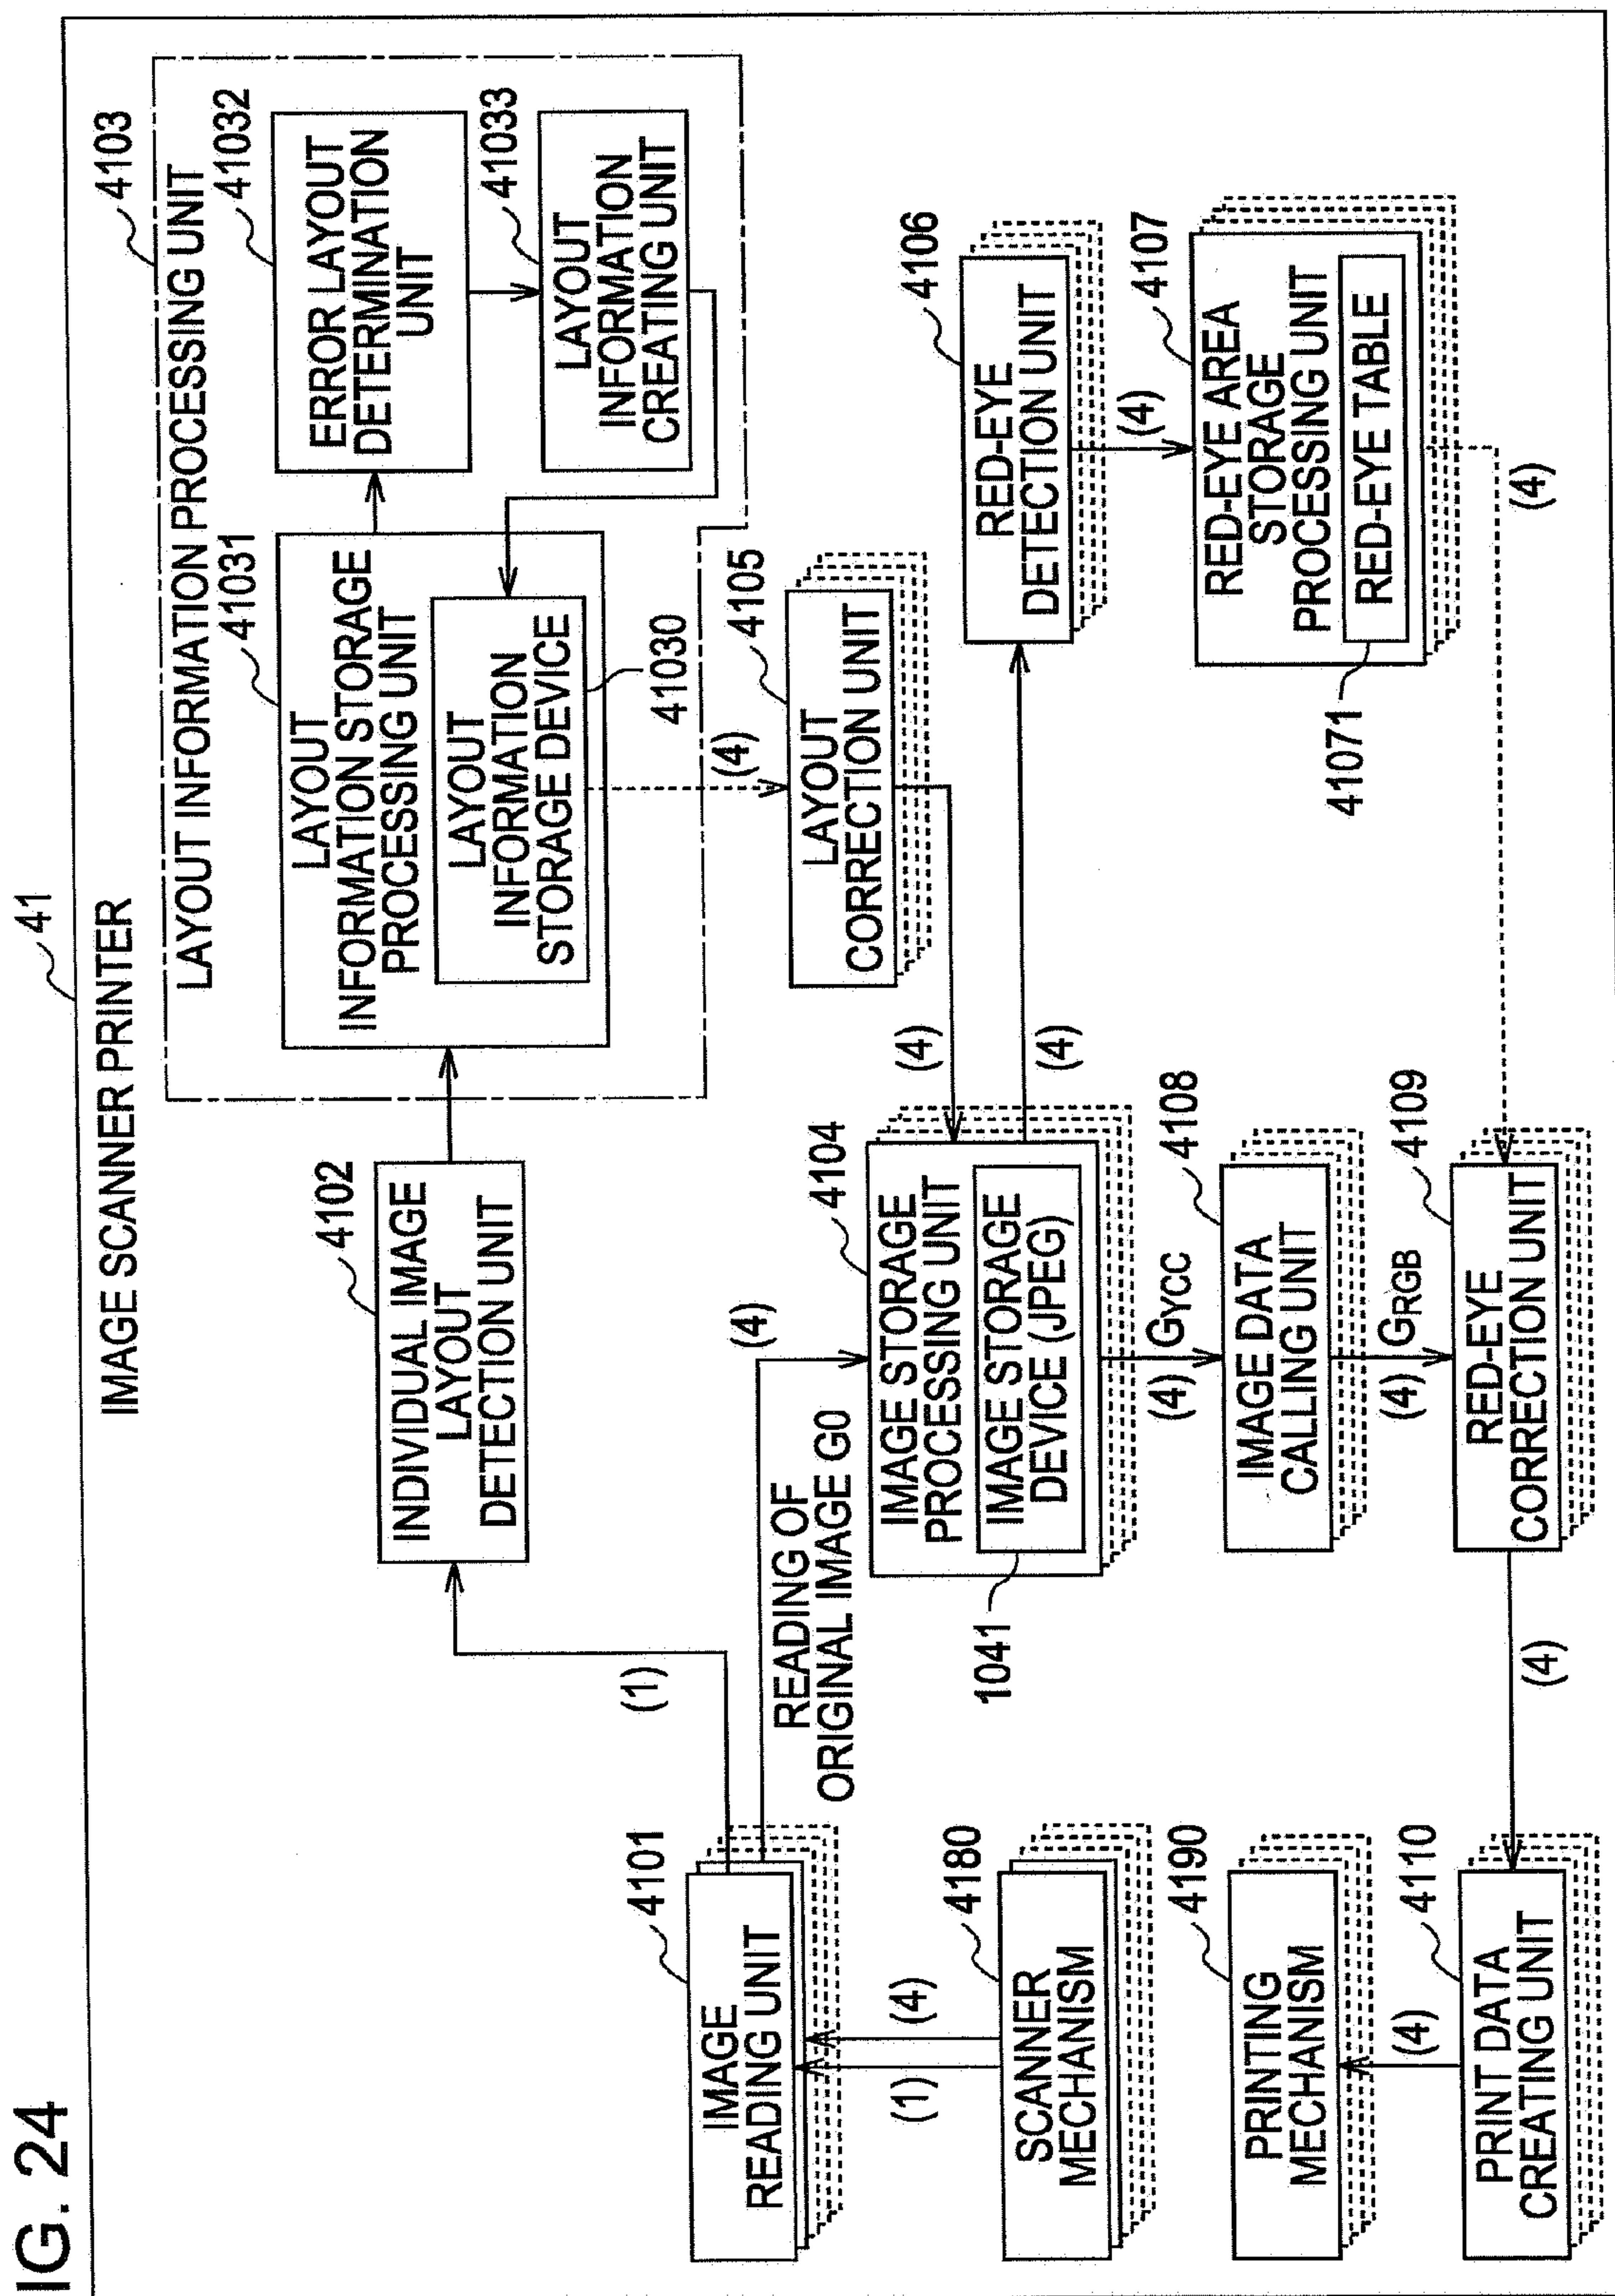 IG. 24
41
IMAGE SCANNER PRINTER
4103
LAYOUT INFORMATION PROCESSING UNIT
41031
LAYOUT
INFORMATION STORAGE
PROCESSING UNIT
LAYOUT
INFORMATION
STORAGE DEVICE
41030
41032
ERROR LAYOUT
DETERMINATION
UNIT
41033
LAYOUT
INFORMATION
CREATING UNIT
4102
INDIVIDUAL IMAGE
LAYOUT
DETECTION UNIT
(1)
(4)
READING OF
ORIGINAL IMAGE G0
4101
IMAGE
READING UNIT
(1)
(4)
4180
SCANNER
MECHANISM
4190
PRINTING
MECHANISM
(4)
4110
PRINT DATA
CREATING UNIT
4104
IMAGE STORAGE
PROCESSING UNIT
IMAGE STORAGE
DEVICE (JPEG)
1041
(4)
GYCC
4108
IMAGE DATA
CALLING UNIT
(4)
GRGB
4109
RED-EYE
CORRECTION UNIT
(4)
(4)
4105
LAYOUT
CORRECTION UNIT
(4)
(4)
4106
RED-EYE
DETECTION UNIT
(4)
4107
RED-EYE AREA
STORAGE
PROCESSING UNIT
RED-EYE TABLE
41071
(4)